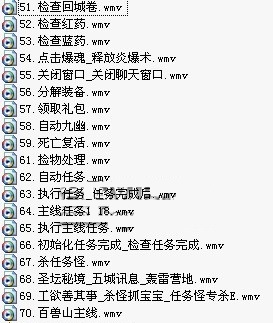 51.检查回城卷.wmv
52.检查红药.wmv
53.检查蓝药.wmv
54.点击爆魂_释放炎爆术.wmv
55.关闭窗口_关闭聊天窗口.wmv
56.分解装备.wmv
57.领取礼包.wmv
58.自动九幽.wmv
59.死亡复活.wmv
61.捡物处理.wmv
62.自动任务.wmv
63.执行任务_任务完成后.wmv
64.主线任务1 18.wmv
65.执行主线任务.wmv
66.初始化任务完成_检查任务完成.wmv
67.杀任务怪.wmv
68.圣坛秘境_五城讯息_轰雷营地.wmv
69.工欲善其事_杀怪抓宝宝_任务怪专杀E.wmv
70.百兽山主线.wmv